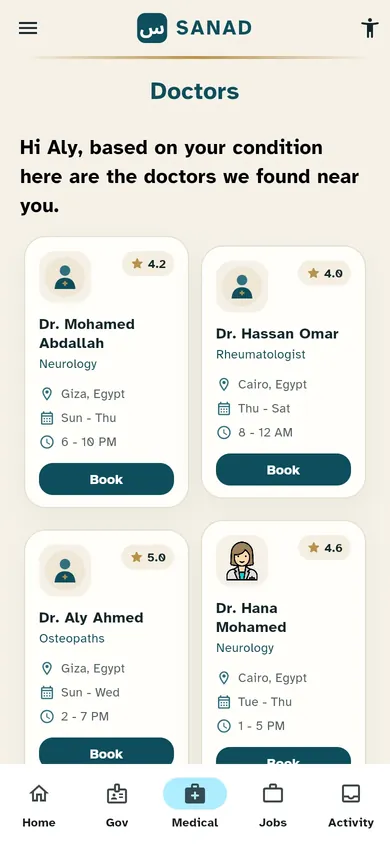 س SANAD
Doctors
Hi Aly, based on your condition
here are the doctors we found near
you.
4.2
Dr. Mohamed
Abdallah
Neurology
Giza, Egypt
Sun - Thu
6 - 10 PM
Book
4.0
Dr. Hassan Omar
Rheumatologist
Cairo, Egypt
Thu - Sat
8 - 12 AM
Book
5.0
Dr. Aly Ahmed
Osteopaths
Giza, Egypt
Sun - Wed
2 - 7 PM
Book
4.6
Dr. Hana
Mohamed
Neurology
Cairo, Egypt
Tue - Thu
1 - 5 PM
Book
Home Gov Medical Jobs Activity